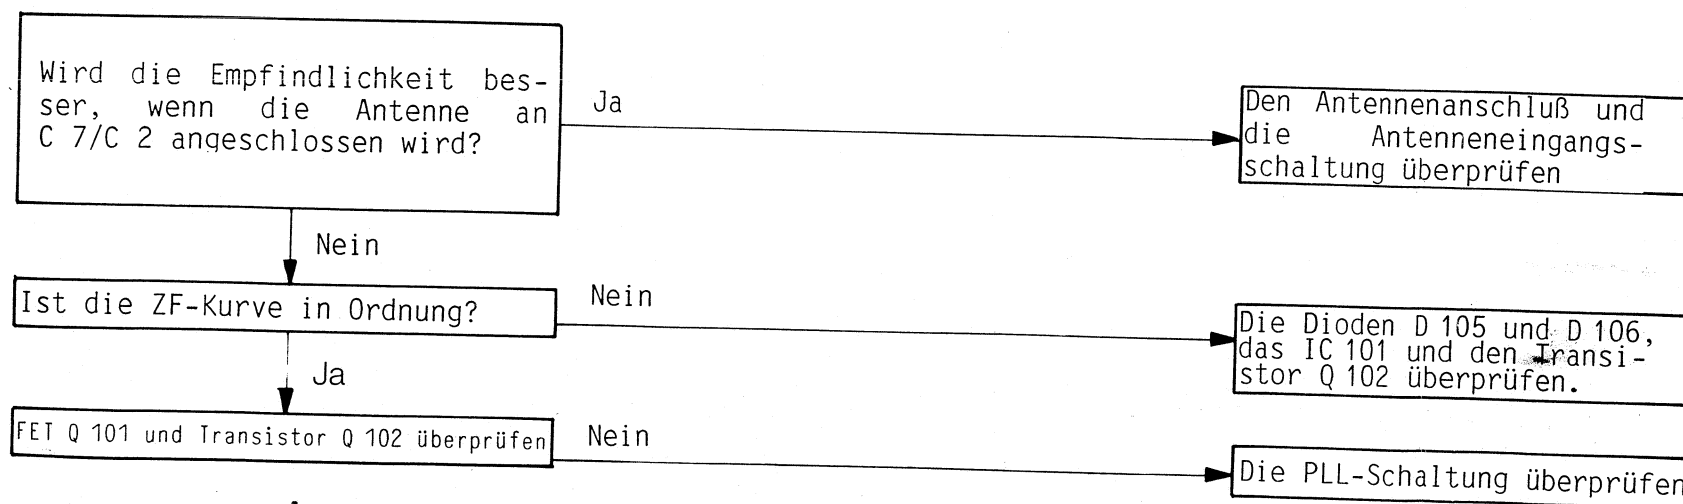 Wird die Empfindlichkeit bes-
ser, wenn die Antenne an
C 7/C 2 angeschlossen wird?
Ja
Den Antennenanschluß und
die Antenneneingangs-
schaltung überprüfen
Nein
Ist die ZF-Kurve in Ordnung?
Nein
Die Dioden D 105 und D 106,
das IC 101 und den Transi-
stor Q 102 überprüfen.
Ja
FET Q 101 und Transistor Q 102 überprüfen
Nein
Die PLL-Schaltung überprüfen